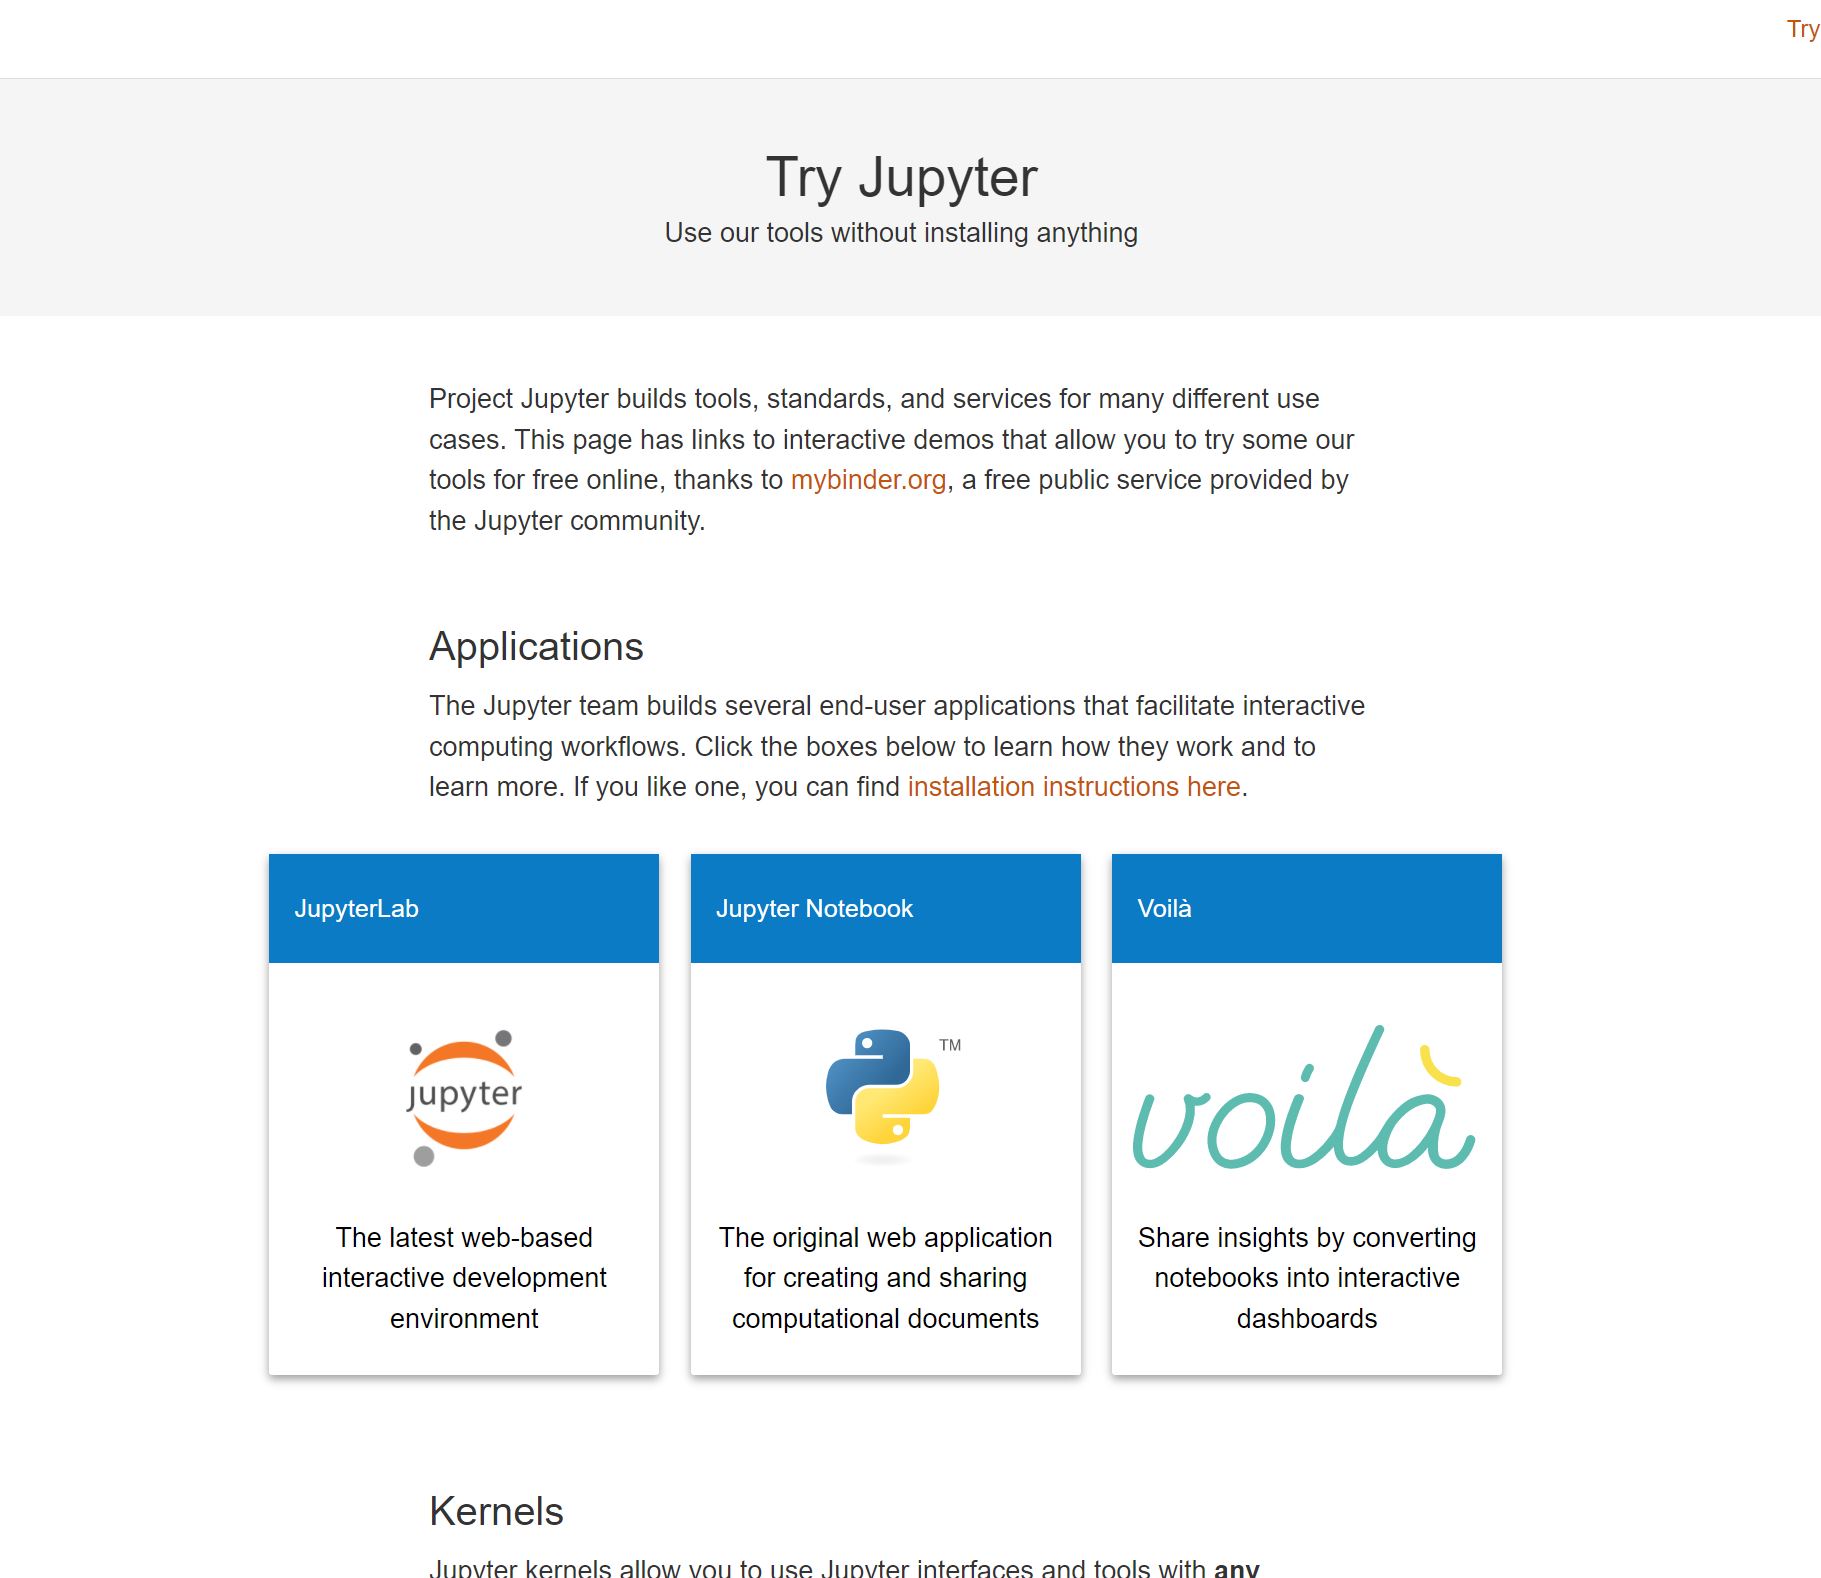 Try
Try Jupyter
Use our tools without installing anything
Project Jupyter builds tools, standards, and services for many different use
cases. This page has links to interactive demos that allow you to try some our
tools for free online, thanks to mybinder.org, a free public service provided by
the Jupyter community.
Applications
The Jupyter team builds several end-user applications that facilitate interactive
computing workflows. Click the boxes below to learn how they work and to
learn more. If you like one, you can find installation instructions here.
JupyterLab
jupyter
The latest web-based
interactive development
environment
Jupyter Notebook
TM
The original web application
for creating and sharing
computational documents
Voilà
voilà
Share insights by converting
notebooks into interactive
dashboards
Kernels
Jupyter kernels allow you to use Jupyter interfaces and tools with any